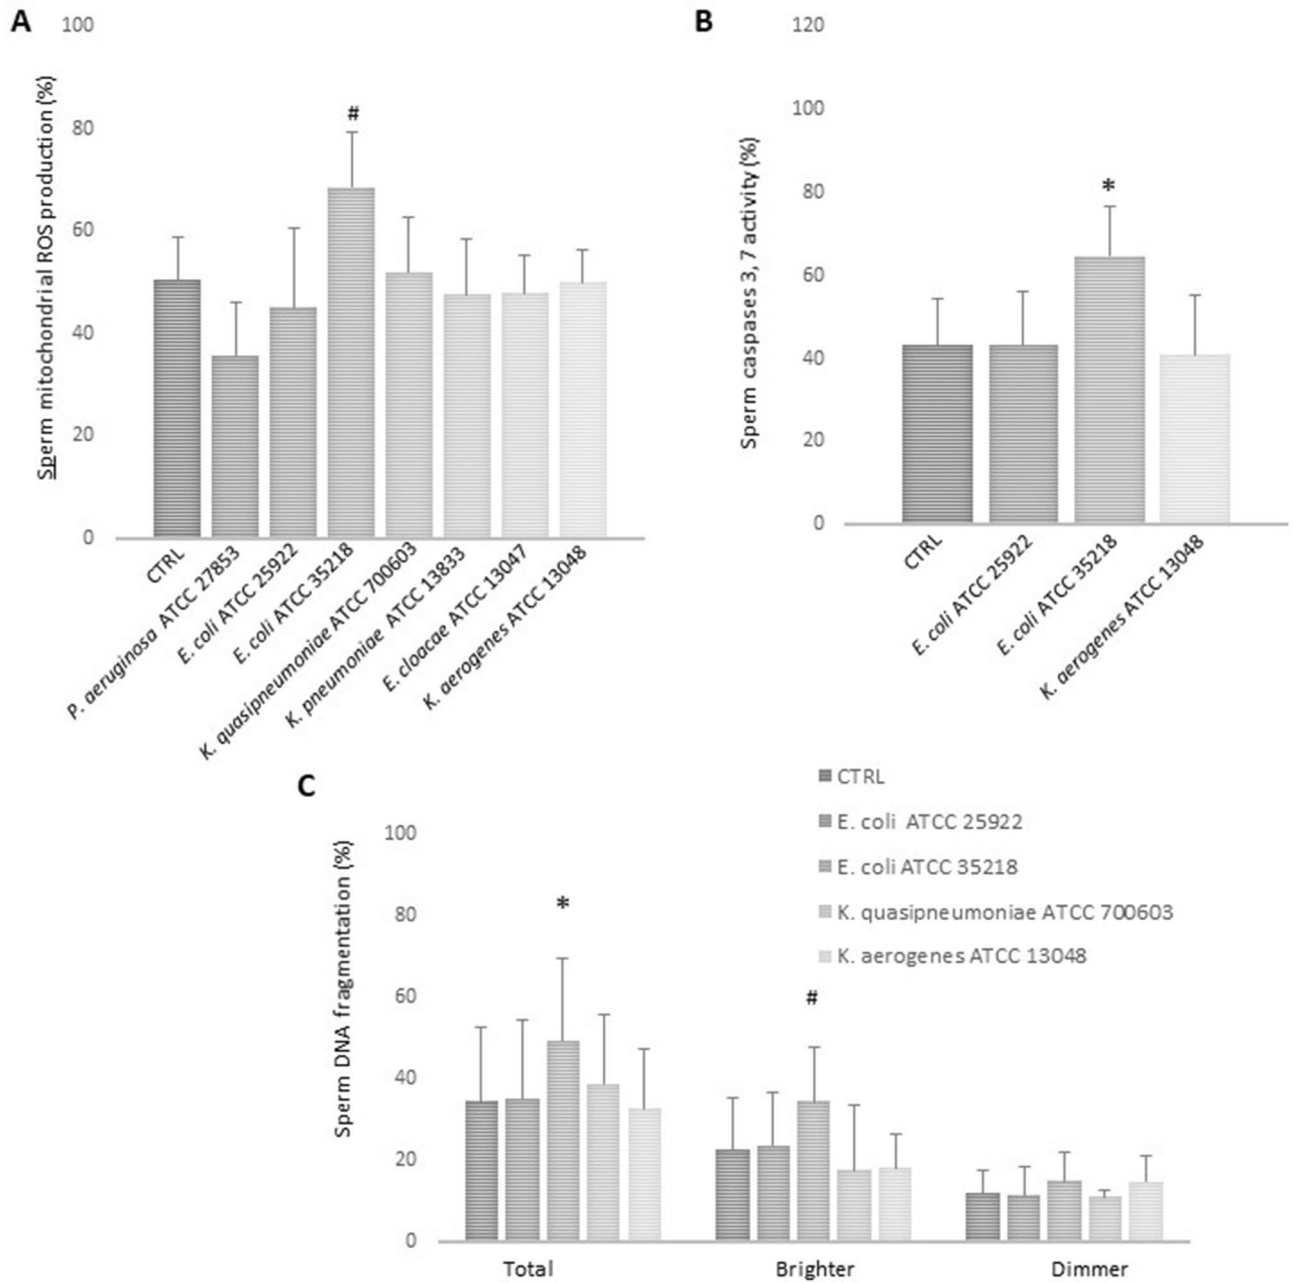 A
Sperm mitochondrial ROS production (%)
100
80
60
40
20
0
#
CTRL
P. aeruginosa ATCC 27853
E. coli ATCC 25922
E. coli ATCC 35218
K. quasipneumoniae ATCC 700603
K. pneumoniae ATCC 13833
E. cloacae ATCC 13047
K. aerogenes ATCC 13048
B
Sperm caspases 3, 7 activity (%)
120
100
80
60
40
20
0
*
CTRL
E. coli ATCC 25922
E. coli ATCC 35218
K. aerogenes ATCC 13048
C
Sperm DNA fragmentation (%)
100
80
60
40
20
0
*
#
Total
Brighter
Dimmer
CTRL
E. coli ATCC 25922
E. coli ATCC 35218
K. quasipneumoniae ATCC 700603
K. aerogenes ATCC 13048